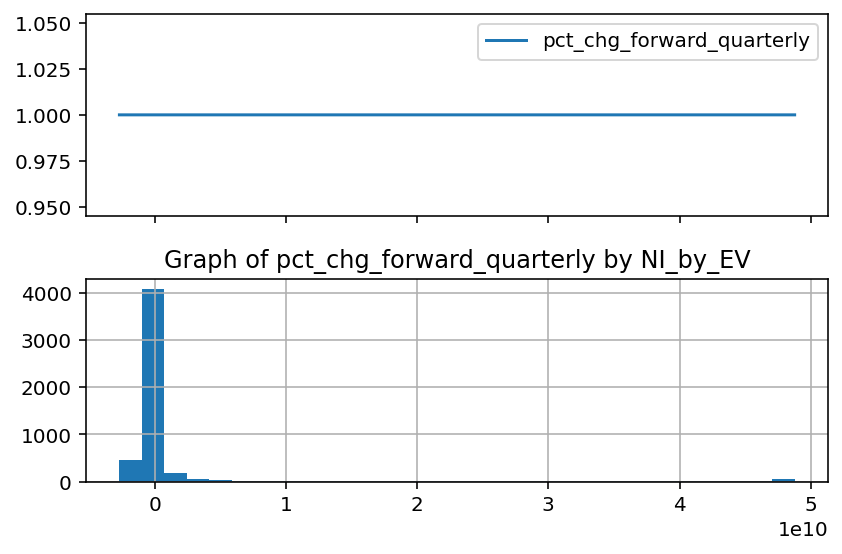 1.050
pct_chg_forward_quarterly
1.025
1.000
0.975
0.950
Graph of pct_chg_forward_quarterly by NI_by_EV
4000
3000
2000
1000
0
0 1 2 3 4 5
1e10